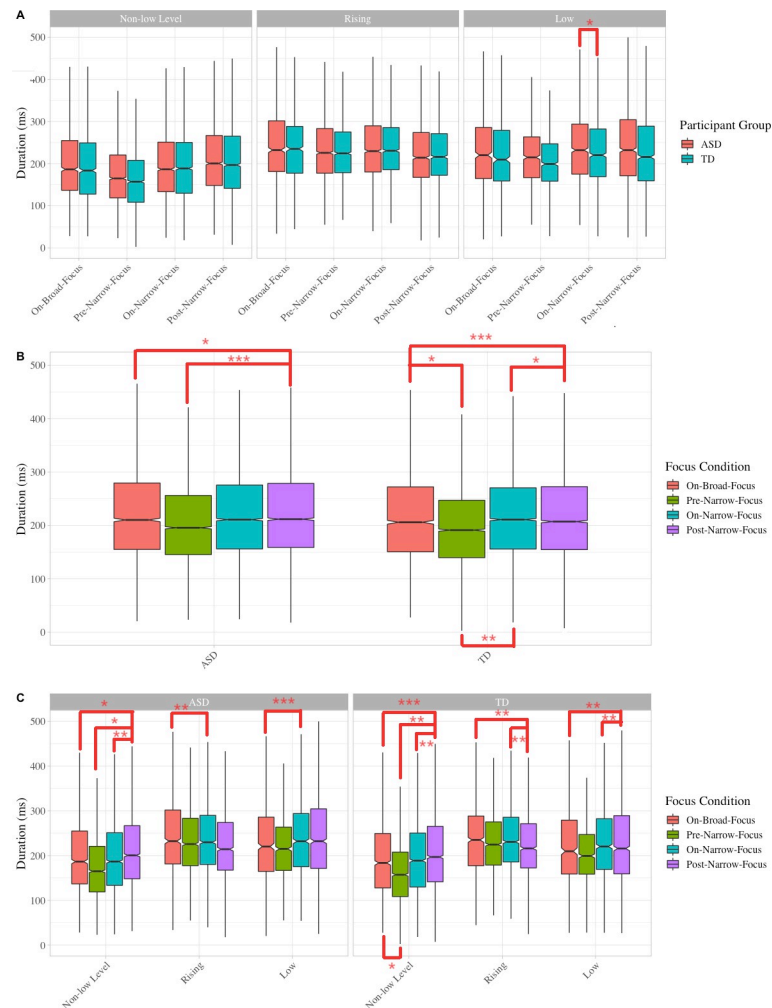 A
Non-low Level
Rising
Low
*
500
400
300
200
100
0
Duration (ms)
On-Broad-Focus
Pre-Narrow-Focus
On-Narrow-Focus
Post-Narrow-Focus
On-Broad-Focus
Pre-Narrow-Focus
On-Narrow-Focus
Post-Narrow-Focus
On-Broad-Focus
Pre-Narrow-Focus
On-Narrow-Focus
Post-Narrow-Focus
Participant Group
ASD
TD
B
*
***
***
*
*
**
500
400
300
200
100
0
Duration (ms)
ASD
TD
Focus Condition
On-Broad-Focus
Pre-Narrow-Focus
On-Narrow-Focus
Post-Narrow-Focus
C
ASD
TD
*
*
**
**
***
***
**
**
**
**
**
**
*
500
400
300
200
100
0
Duration (ms)
Non-low Level
Rising
Low
Non-low Level
Rising
Low
Focus Condition
On-Broad-Focus
Pre-Narrow-Focus
On-Narrow-Focus
Post-Narrow-Focus